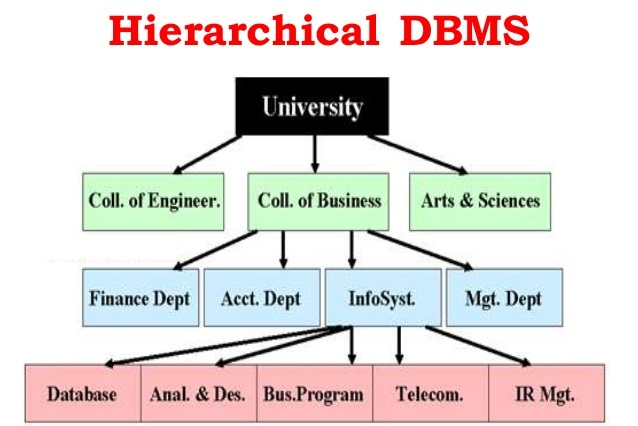 Hierarchical DBMS
University
Coll. of Engineer.
Coll. of Business
Arts & Sciences
Finance Dept
Acct. Dept
InfoSyst.
Mgt. Dept
Database
Anal. & Des.
Bus.Program
Telecom.
IR Mgt.